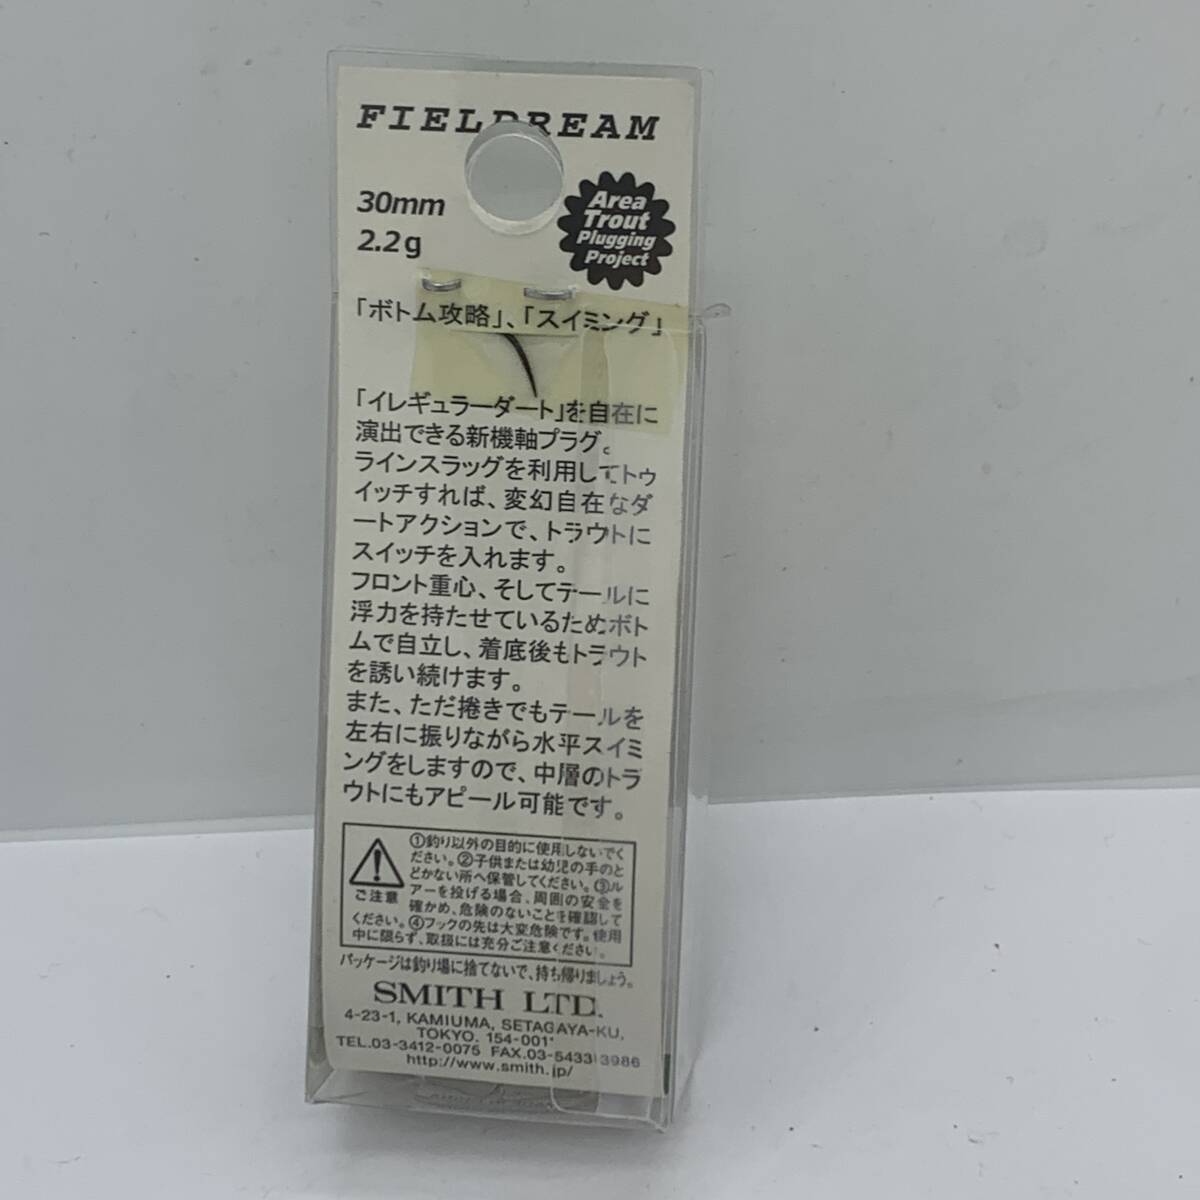 FIELDREAM
30mm
2.2g
Area
Trout
Plugging
Project
「ボトム攻略」、「スイミング」
「イレギュラーダート」を自在に
演出できる新機軸プラグ。
ラインスラッグを利用してトゥ
イッチすれば、変幻自在なダ
ートアクションで、トラウトに
スイッチを入れます。
フロント重心、そしてテールに
浮力を持たせているためボト
ムで自立し、着底後もトラウト
を誘い続けます。
また、ただ捲きでもテールを
左右に振りながら水平スイミ
ングをしますので、中層のトラ
ウトにもアピール可能です。
ご注意
①釣り以外の目的に使用しないでく
ださい。②子供または幼児の手のと
どかない所へ保管してください。③ル
アーを投げる場合、周囲の安全を
確かめ、危険のないことを確認して
ください。④フックの先は大変危険です。使用
中に限らず、取扱には充分ご注意ください。
パッケージは釣り場に捨てないで、持ち帰りましょう。
SMITH LTD.
4-23-1, KAMIUMA, SETAGAYA-KU,
TOKYO. 154-001
TEL.03-3412-0075 FAX.03-5433-3986
http://www.smith.jp/